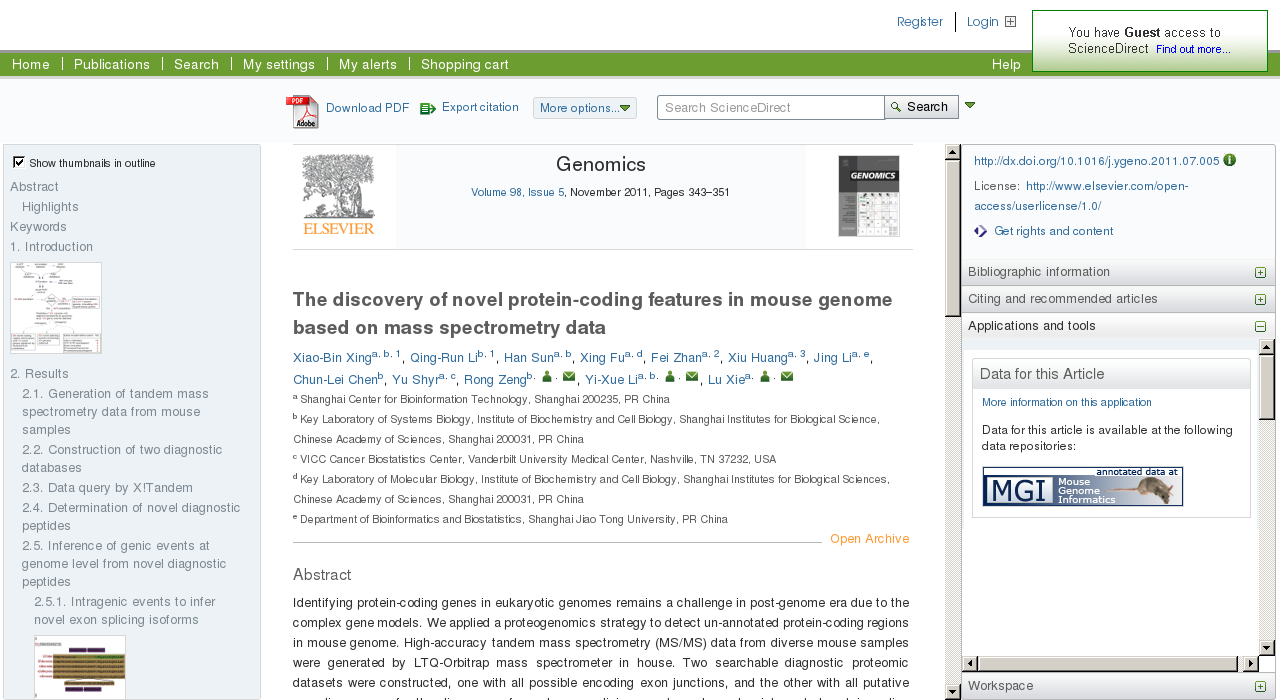 Register Login
You have Guest access to
ScienceDirect Find out more...
Home Publications Search My settings My alerts Shopping cart Help
PDF Adobe Download PDF Export citation More options... Search ScienceDirect Search
Show thumbnails in outline
Abstract
Highlights
Keywords
1. Introduction
2. Results
2.1. Generation of tandem mass
spectrometry data from mouse
samples
2.2. Construction of two diagnostic
databases
2.3. Data query by X!Tandem
2.4. Determination of novel diagnostic
peptides
2.5. Inference of genic events at
genome level from novel diagnostic
peptides
2.5.1. Intragenic events to infer
novel exon splicing isoforms
ELSEVIER
Genomics
Volume 98, Issue 5, November 2011, Pages 343–351
GENOMICS
The discovery of novel protein-coding features in mouse genome
based on mass spectrometry data
Xiao-Bin Xing a, b, 1, Qing-Run Li b, 1, Han Sun a, b, Xing Fu a, d, Fei Zhan a, 2, Xiu Huang a, 3, Jing Li a, e,
Chun-Lei Chen b, Yu Shyr a, c, Rong Zeng b, , Yi-Xue Li a, b, , Lu Xie a, ,
a Shanghai Center for Bioinformation Technology, Shanghai 200235, PR China
b Key Laboratory of Systems Biology, Institute of Biochemistry and Cell Biology, Shanghai Institutes for Biological Science,
Chinese Academy of Sciences, Shanghai 200031, PR China
c VICC Cancer Biostatistics Center, Vanderbilt University Medical Center, Nashville, TN 37232, USA
d Key Laboratory of Molecular Biology, Institute of Biochemistry and Cell Biology, Shanghai Institutes for Biological Sciences,
Chinese Academy of Sciences, Shanghai 200031, PR China
e Department of Bioinformatics and Biostatistics, Shanghai Jiao Tong University, PR China
Open Archive
Abstract
Identifying protein-coding genes in eukaryotic genomes remains a challenge in post-genome era due to the
complex gene models. We applied a proteogenomics strategy to detect un-annotated protein-coding regions
in mouse genome. High-accuracy tandem mass spectrometry (MS/MS) data from diverse mouse samples
were generated by LTQ-Orbitrap mass spectrometer in house. Two searchable diagnostic proteomic
datasets were constructed, one with all possible encoding exon junctions, and the other with all putative
http://dx.doi.org/10.1016/j.ygeno.2011.07.005
License: http://www.elsevier.com/open-
access/userlicense/1.0/
Get rights and content
Bibliographic information
Citing and recommended articles
Applications and tools
Data for this Article
More information on this application
Data for this article is available at the following
data repositories:
annotated data at
MGI Mouse
Genome
Informatics
Workspace